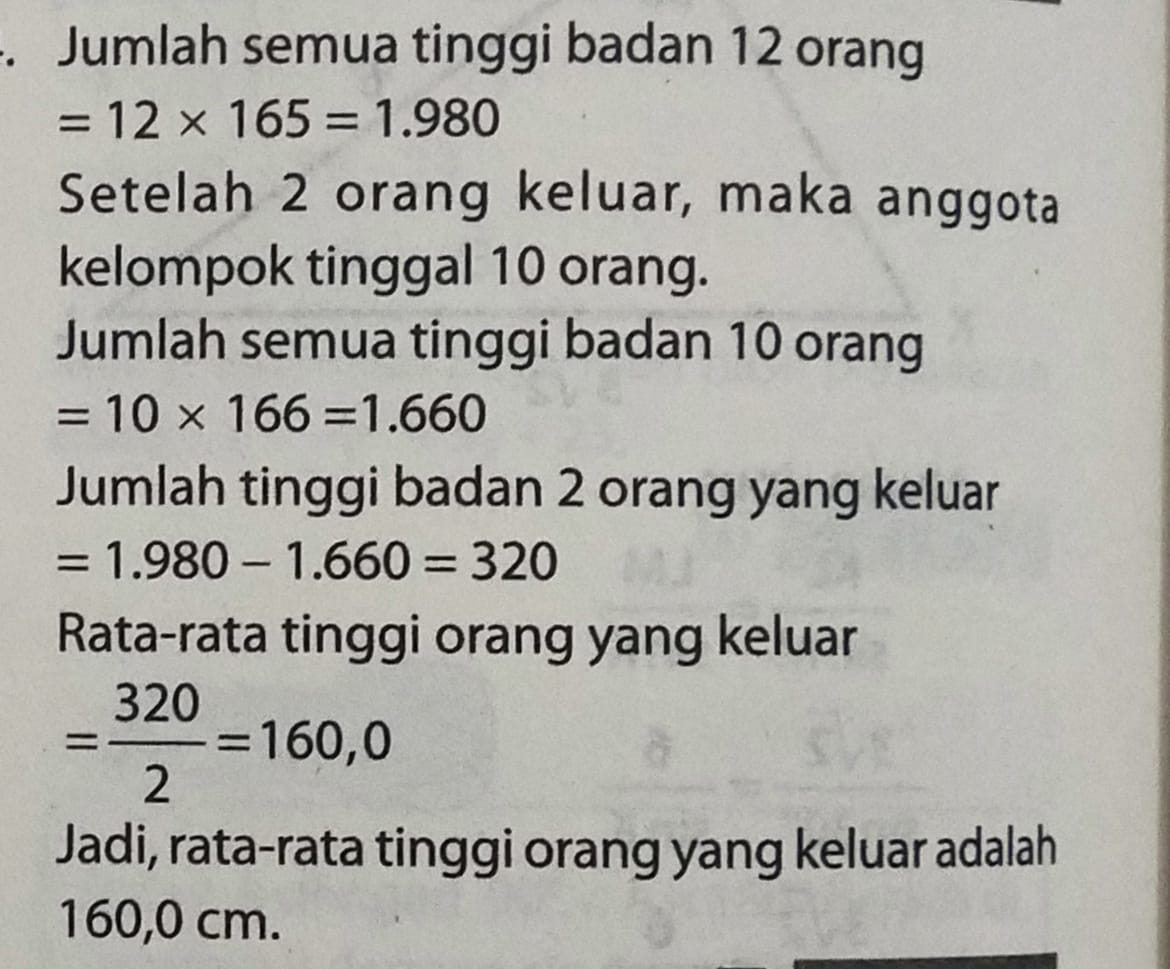 . Jumlah semua tinggi badan 12 orang
= 12 × 165 = 1.980
Setelah 2 orang keluar, maka anggota
kelompok tinggal 10 orang.
Jumlah semua tinggi badan 10 orang
= 10 × 166 =1.660
Jumlah tinggi badan 2 orang yang keluar
= 1.980 – 1.660 = 320
Rata-rata tinggi orang yang keluar
= 320/2 = 160,0
Jadi, rata-rata tinggi orang yang keluar adalah
160,0 cm.